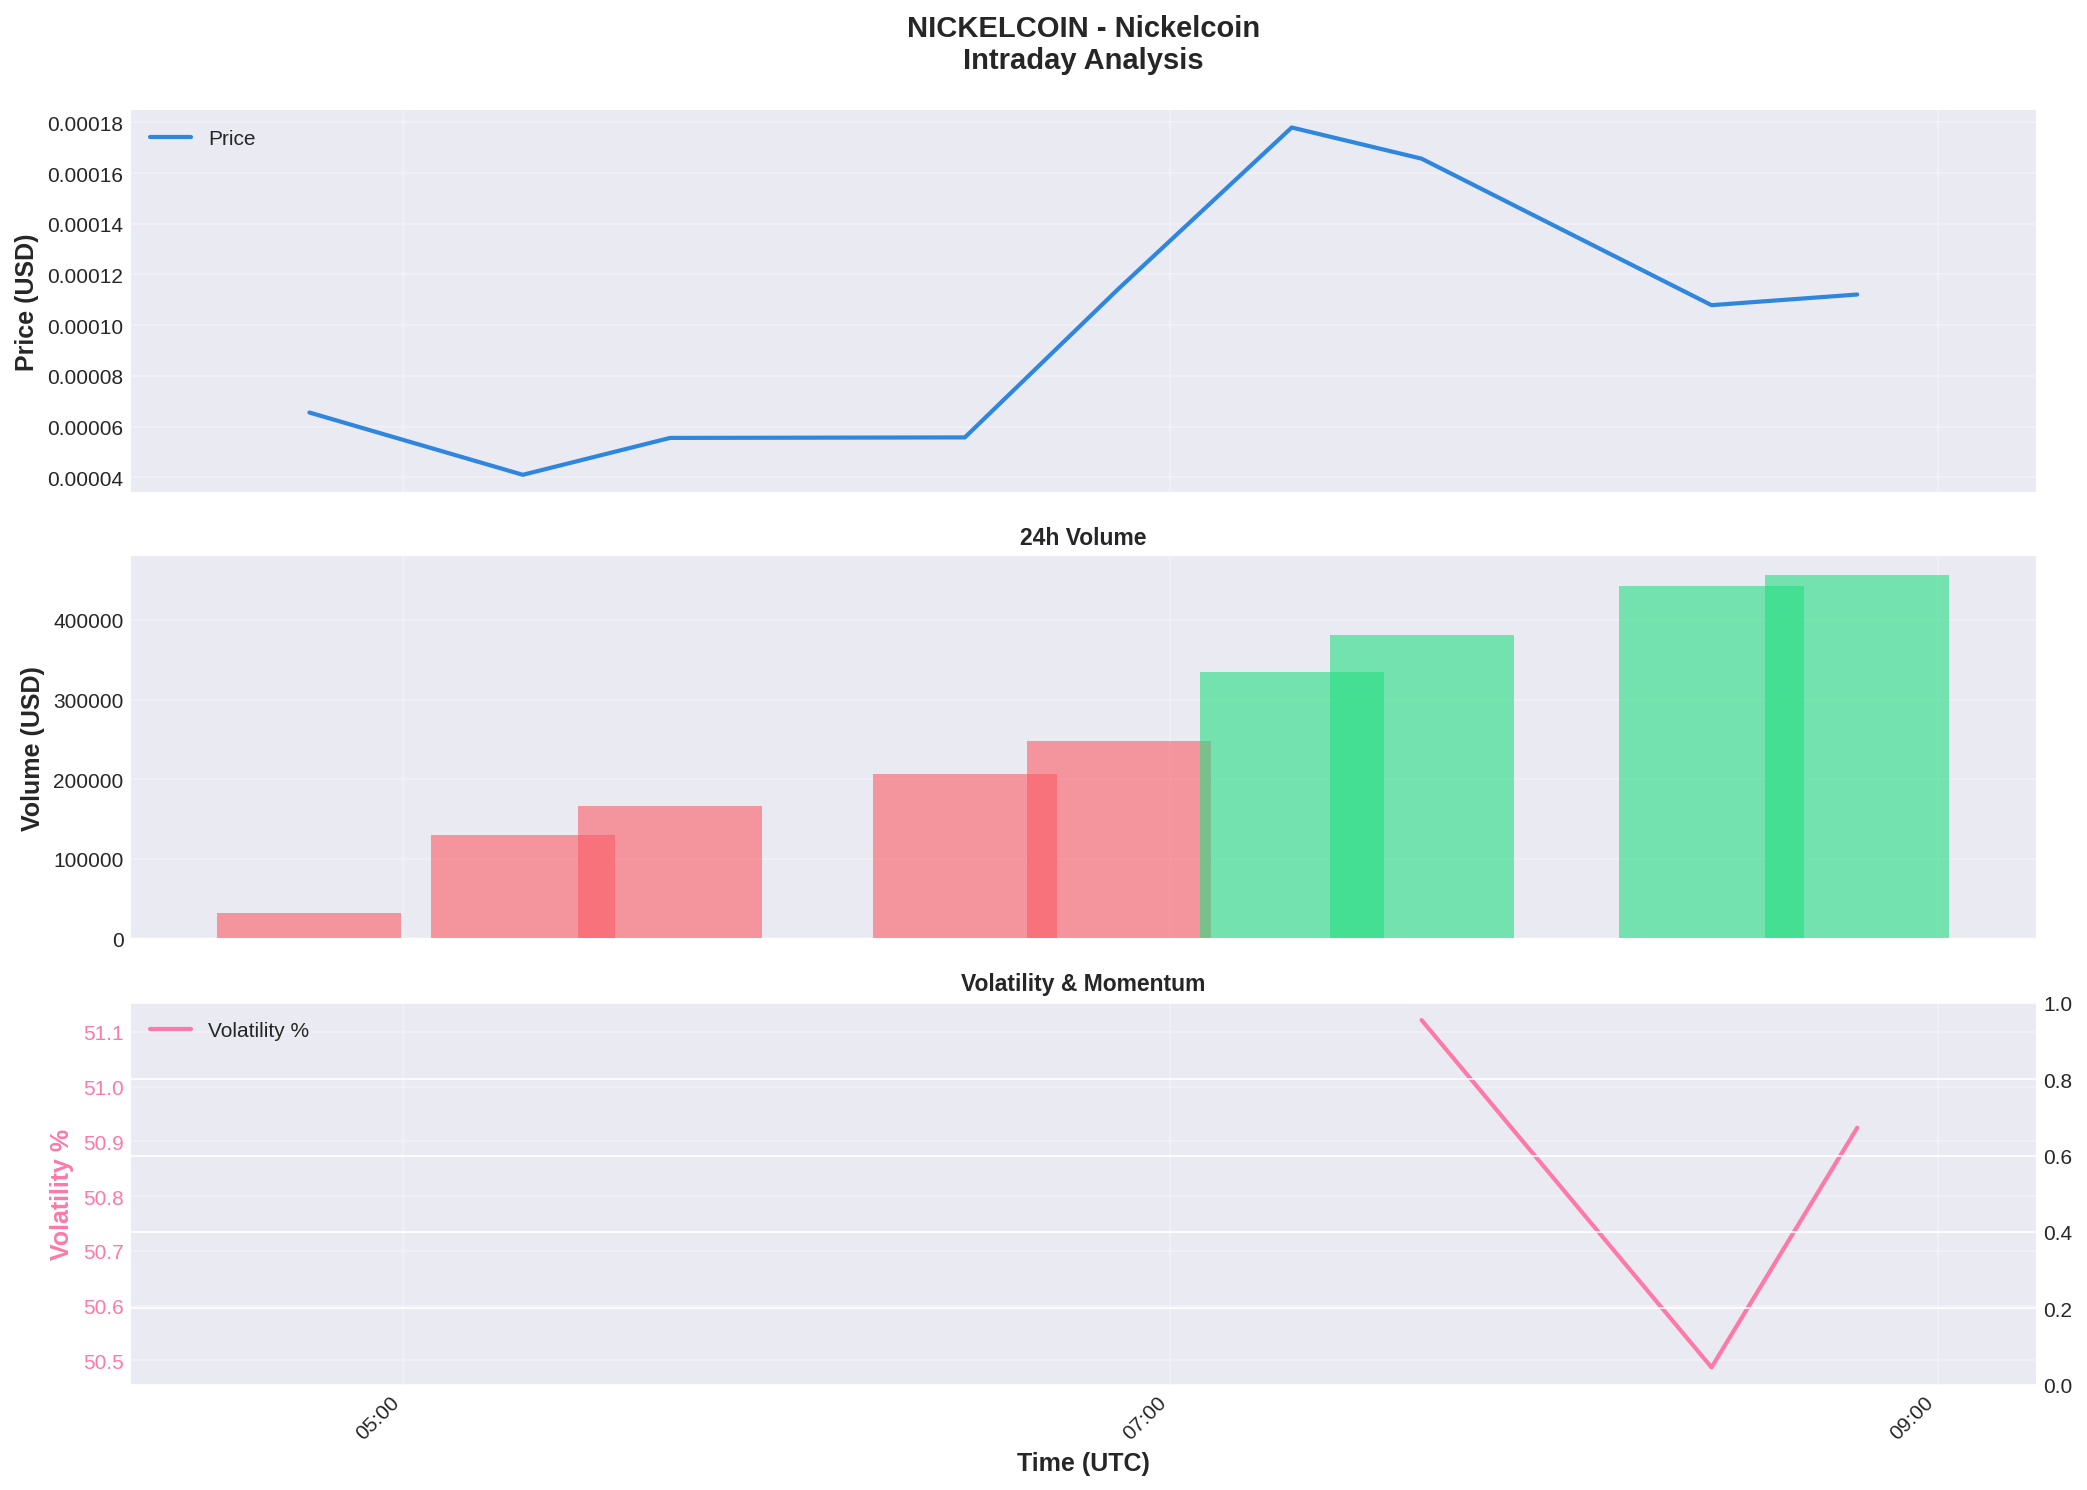 NICKELCOIN - Nickelcoin
Intraday Analysis
Price
0.00018
0.00016
0.00014
0.00012
0.00010
0.00008
0.00006
0.00004
Price (USD)
24h Volume
400000
300000
200000
100000
0
Volume (USD)
Volatility & Momentum
Volatility %
51.1
51.0
50.9
50.8
50.7
50.6
50.5
Volatility %
1.0
0.8
0.6
0.4
0.2
0.0
05:00
07:00
09:00
Time (UTC)